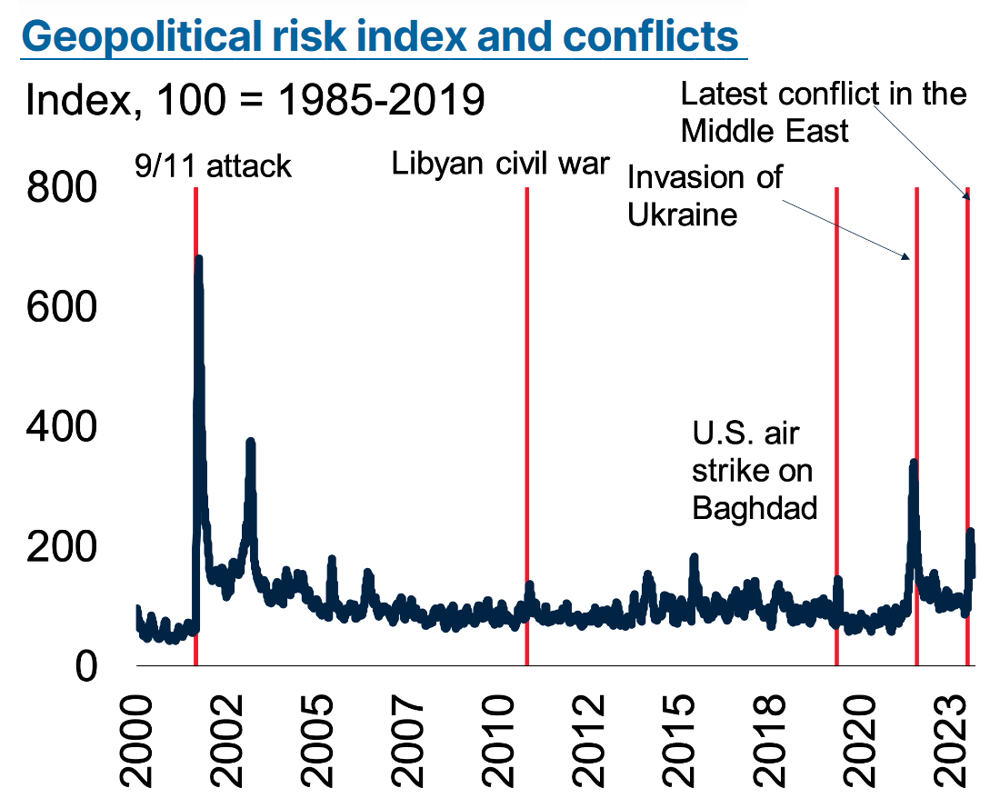 Geopolitical risk index and conflicts
Index, 100 = 1985-2019
Latest conflict in the
Middle East
9/11 attack
Libyan civil war
Invasion of
Ukraine
800
600
400
200
0
U.S. air
strike on
Baghdad
2000
2002
2005
2007
2010
2012
2015
2018
2020
2023